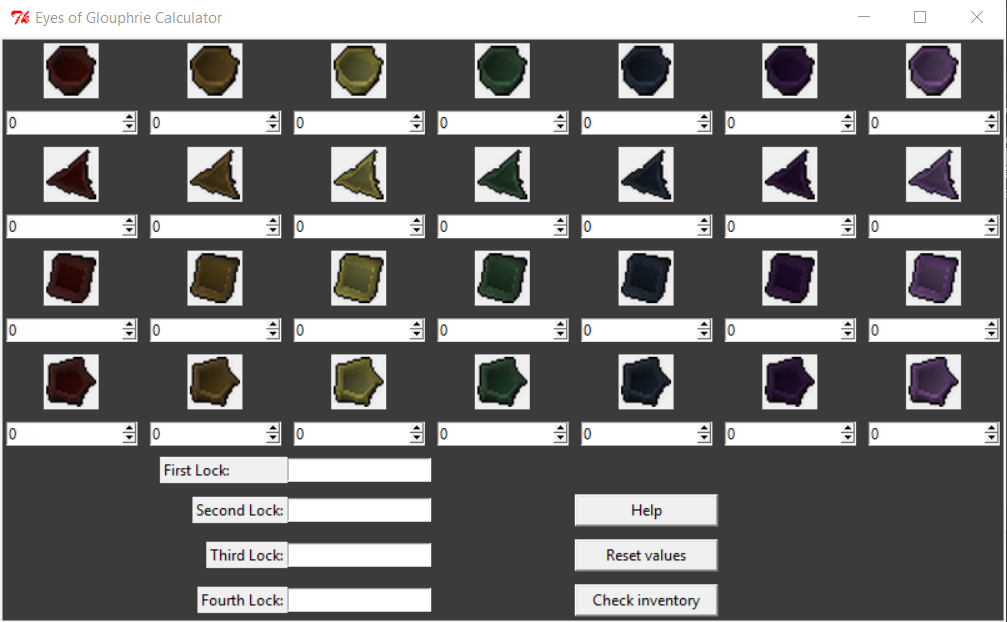 Eyes of Glouphrie Calculator
0 0 0 0 0 0 0
0 0 0 0 0 0 0
0 0 0 0 0 0 0
0 0 0 0 0 0 0
First Lock:
Second Lock:
Help
Third Lock:
Reset values
Fourth Lock:
Check inventory